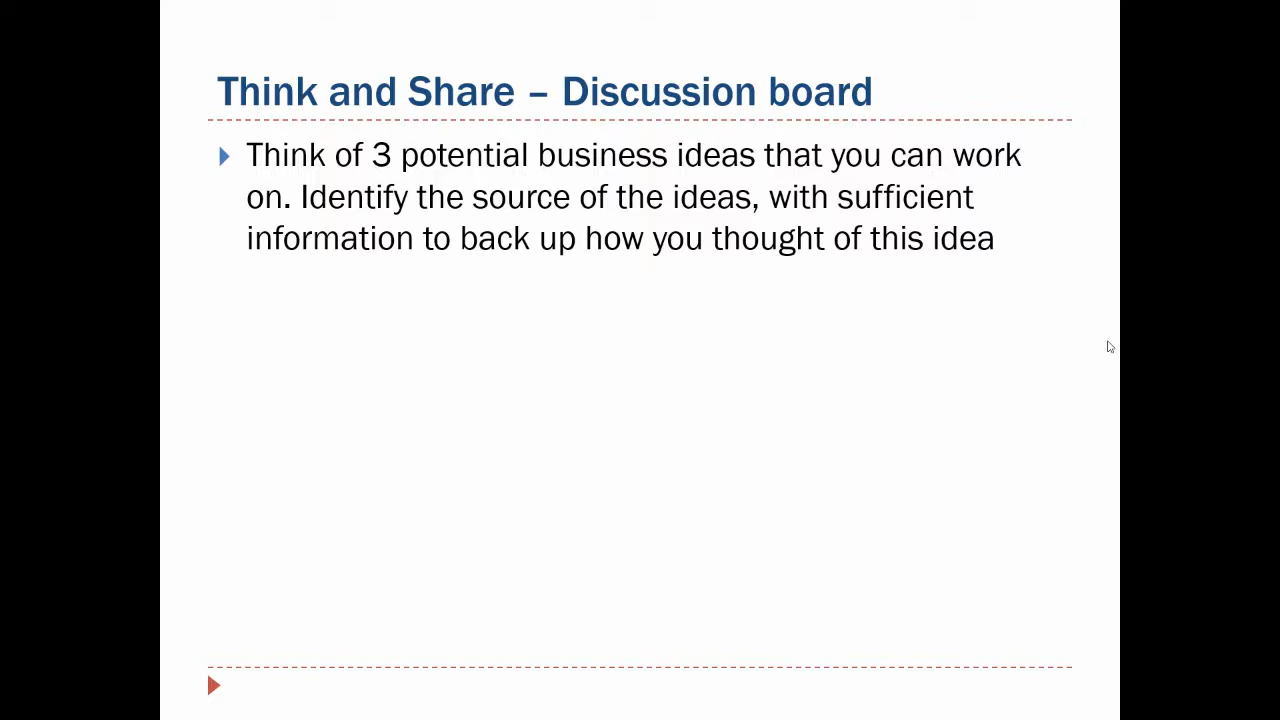 Think and Share – Discussion board
Think of 3 potential business ideas that you can work
on. Identify the source of the ideas, with sufficient
information to back up how you thought of this idea